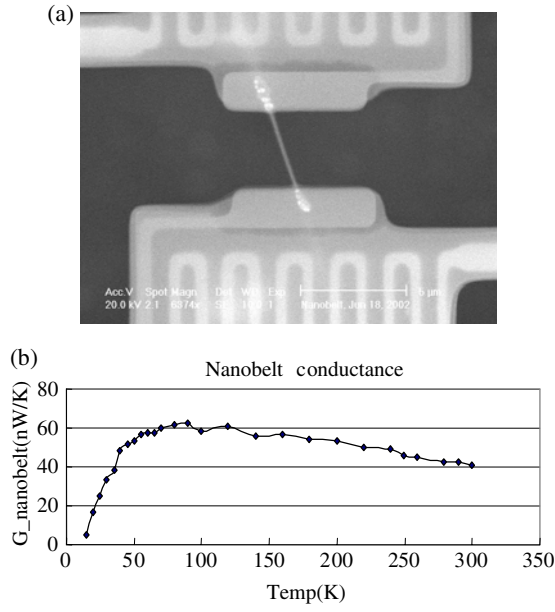 (a)
Acc.V Spot Magn Det WD Exp 5 µm
20.0 kV 2.1 6374x 1 Nanobelt, Jun 18, 2002
(b)
Nanobelt conductance
G_nanobelt(nW/K)
80
60
40
20
0
0 50 100 150 200 250 300 350
Temp(K)